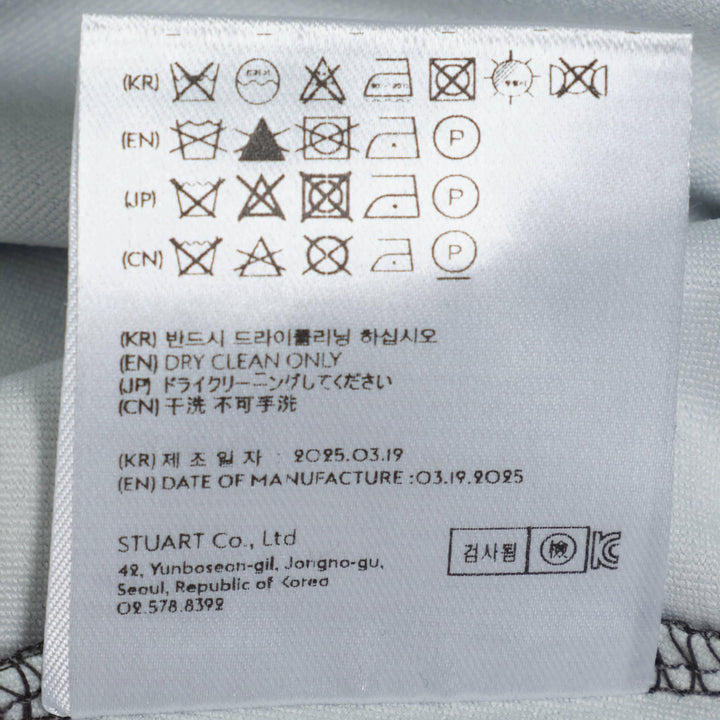 (KR)
(EN) P
(JP) P
(CN) P
(KR) 반드시 드라이클리닝 하십시오
(EN) DRY CLEAN ONLY
(JP) ドライクリーニングしてください
(CN) 干洗 不可手洗
(KR) 제 조 일 자 : 2025.03.19
(EN) DATE OF MANUFACTURE :03.19.2025
STUART Co., Ltd
42, Yunboseon-gil, Jongno-gu,
Seoul, Republic of Korea
02.578.8392
검사됨 檢 KC